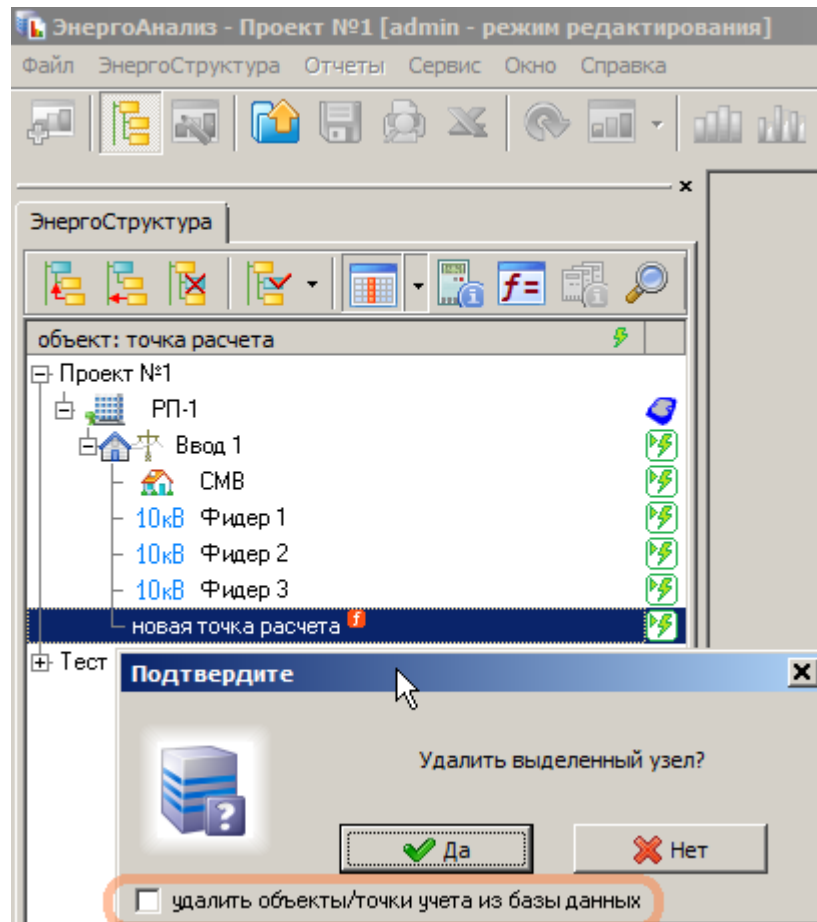 ЭнергоАнализ - Проект №1 [admin - режим редактирования]
Файл ЭнергоСтруктура Отчеты Сервис Окно Справка
ЭнергоСтруктура
f=
объект: точка расчета
Проект №1
РП-1
Ввод 1
СМВ
10кВ Фидер 1
10кВ Фидер 2
10кВ Фидер 3
новая точка расчета f
Тест
Подтвердите
Удалить выделенный узел?
Да Нет
удалить объекты/точки учета из базы данных